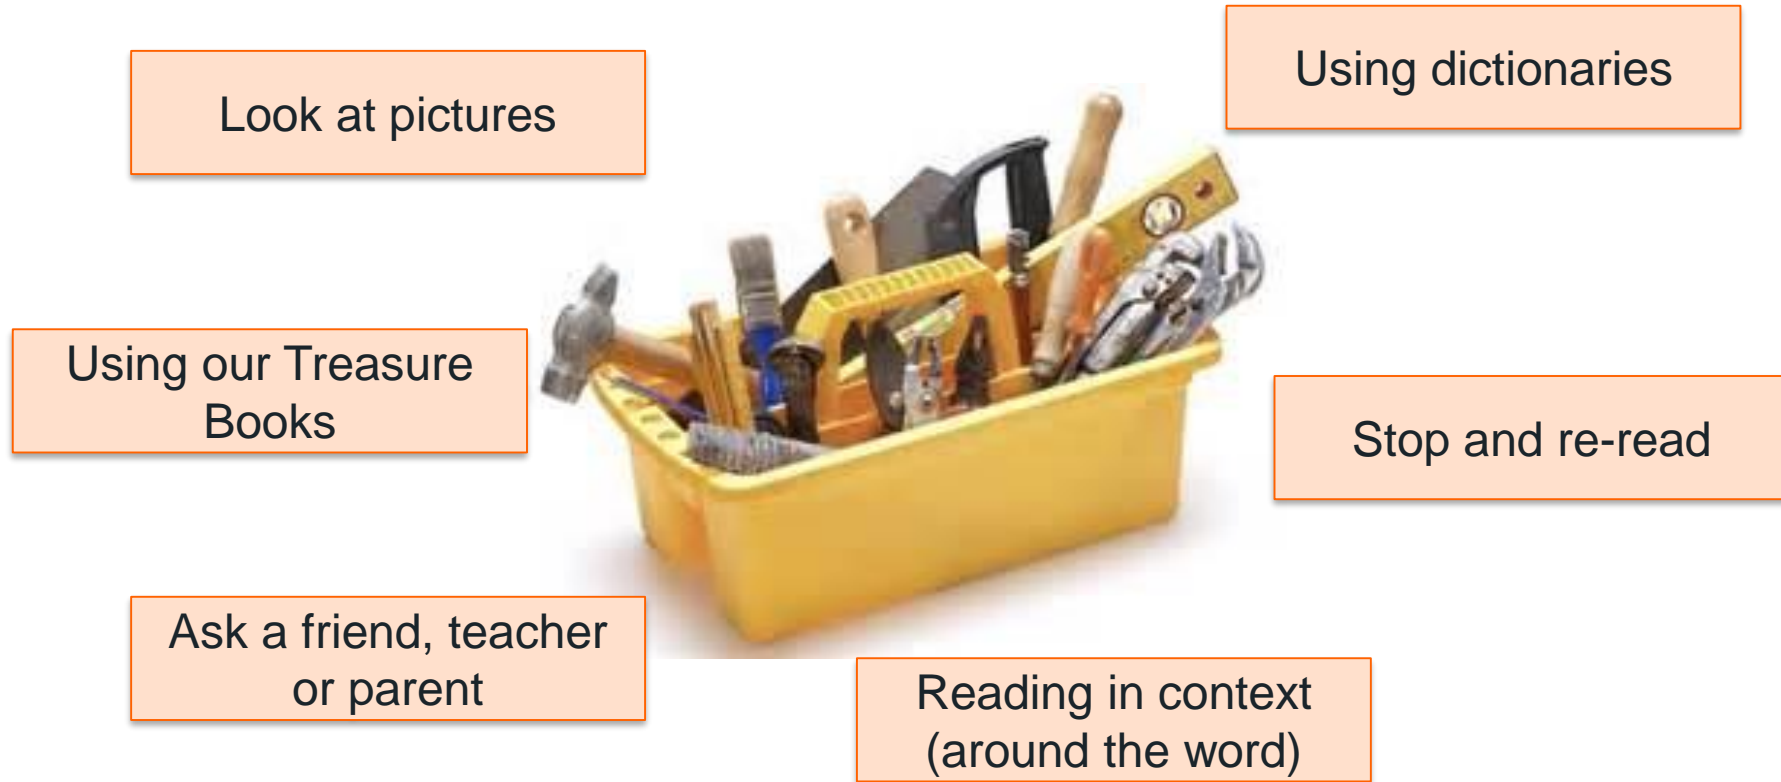 Look at pictures
Using dictionaries
Using our Treasure
Books
Stop and re-read
Ask a friend, teacher
or parent
Reading in context
(around the word)